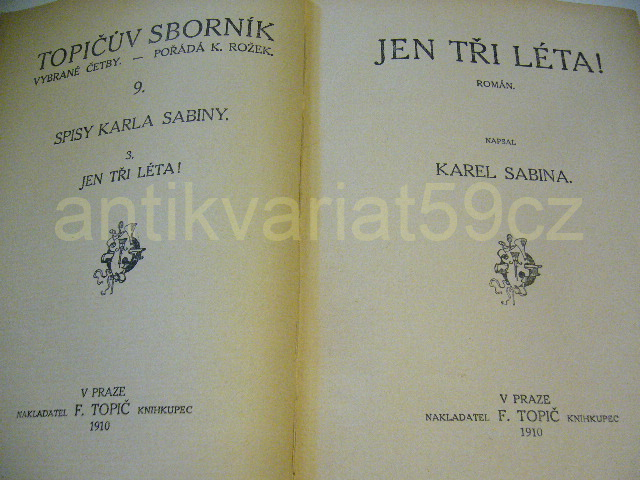 TOPIČŮV SBORNÍK
VYBRANÉ ČETBY. — POŘÁDÁ K. ROŽEK.
9.
SPISY KARLA SABINY.
3.
JEN TŘI LÉTA!
V PRAZE
NAKLADATEL F. TOPIČ KNIHKUPEC
1910
JEN TŘI LÉTA!
ROMÁN.
NAPSAL
KAREL SABINA.
V PRAZE
NAKLADATEL F. TOPIČ KNIHKUPEC
1910
antikvariat59cz